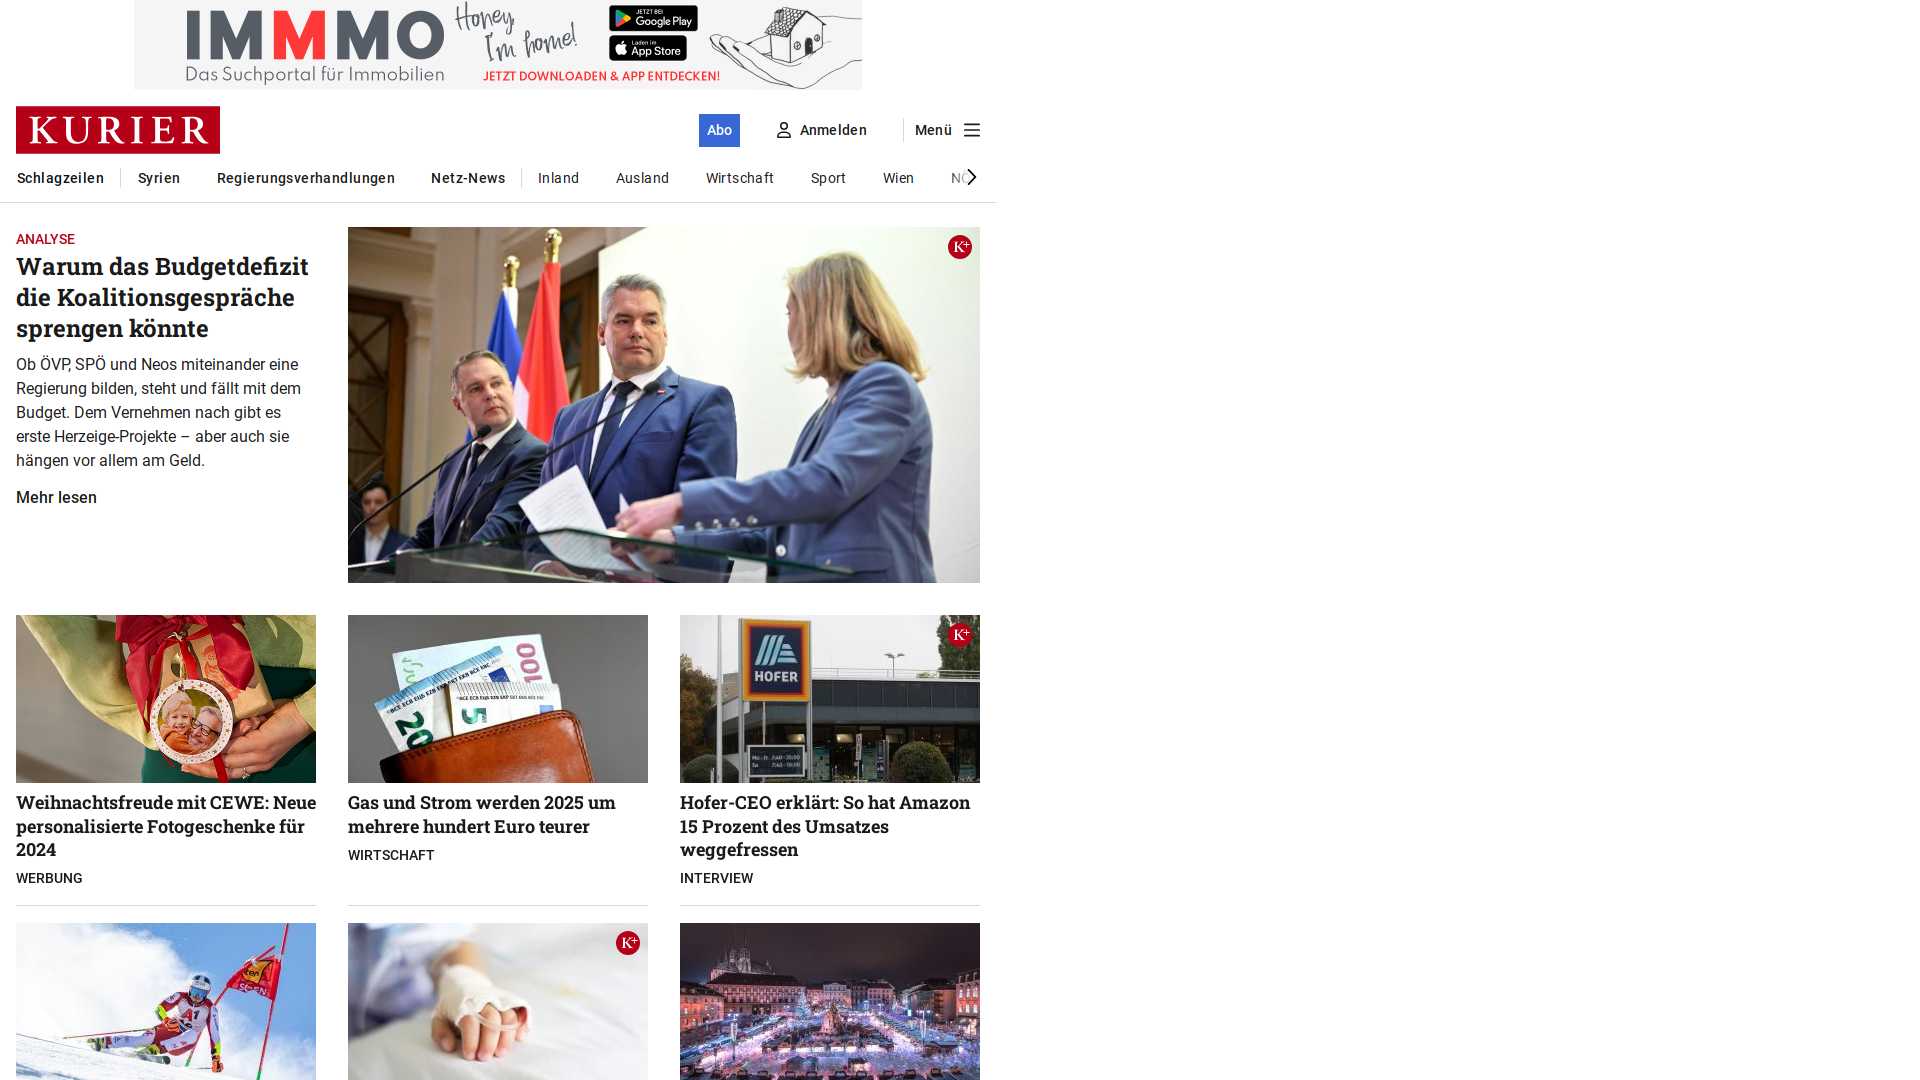 IMMMO
Das Suchportal für Immobilien
Honey,
I'm home!
JETZT BEI
Google Play
Laden im
App Store
JETZT DOWNLOADEN & APP ENTDECKEN!
KURIER
Abo
Anmelden
Menü
Schlagzeilen
Syrien
Regierungsverhandlungen
Netz-News
Inland
Ausland
Wirtschaft
Sport
Wien
NÖ
ANALYSE
Warum das Budgetdefizit
die Koalitionsgespräche
sprengen könnte
Ob ÖVP, SPÖ und Neos miteinander eine
Regierung bilden, steht und fällt mit dem
Budget. Dem Vernehmen nach gibt es
erste Herzeige-Projekte – aber auch sie
hängen vor allem am Geld.
Mehr lesen
K+
100
20
5
HOFER
K+
Weihnachtsfreude mit CEWE: Neue
personalisierte Fotogeschenke für
2024
WERBUNG
Gas und Strom werden 2025 um
mehrere hundert Euro teurer
WIRTSCHAFT
Hofer-CEO erklärt: So hat Amazon
15 Prozent des Umsatzes
weggefressen
INTERVIEW
K+